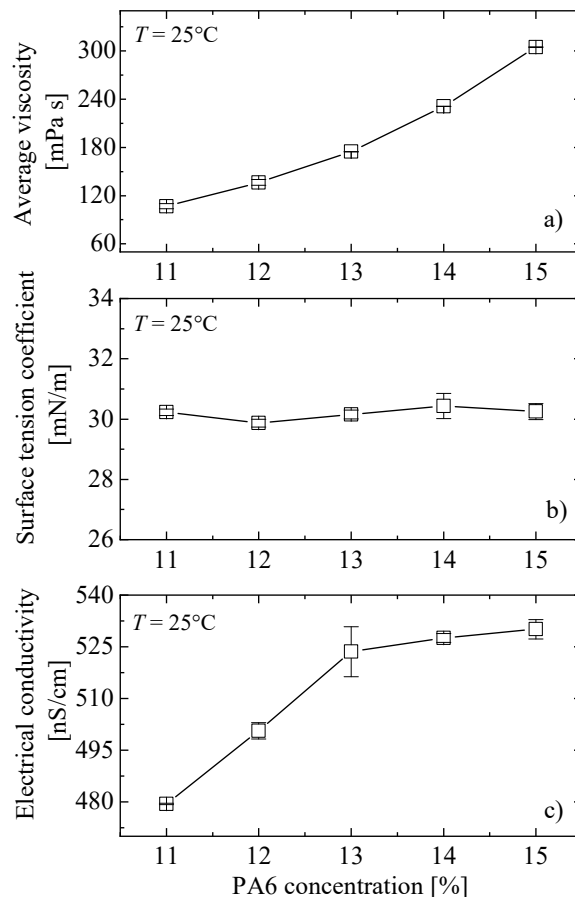 Average viscosity
[mPa s]
T = 25°C
300
240
180
120
60
a)
11 12 13 14 15
Surface tension coefficient
[mN/m]
34
T = 25°C
32
30
28
26
b)
11 12 13 14 15
Electrical conductivity
[nS/cm]
540
T = 25°C
525
510
495
480
c)
11 12 13 14 15
PA6 concentration [%]